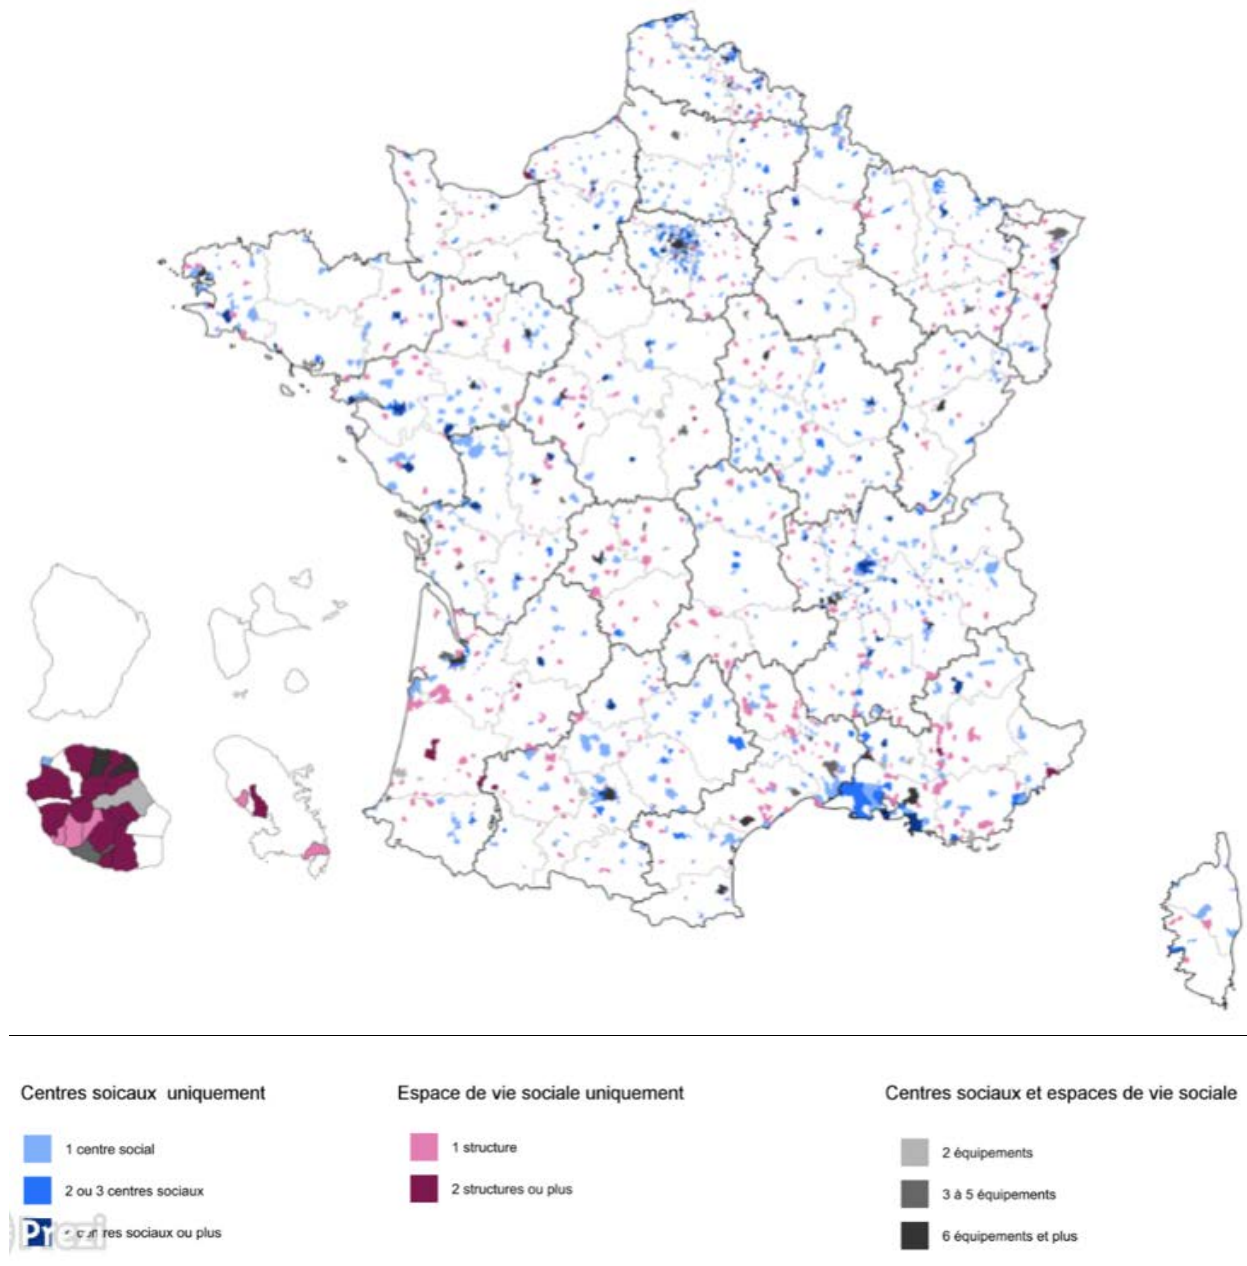 Centres soicaux uniquement
1 centre social
2 ou 3 centres sociaux
centres sociaux ou plus
Espace de vie sociale uniquement
1 structure
2 structures ou plus
Centres sociaux et espaces de vie sociale
2 équipements
3 à 5 équipements
6 équipements et plus
Prezi